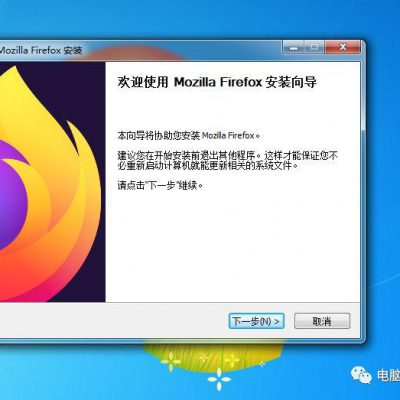 Mozilla Firefox 安装
欢迎使用 Mozilla Firefox 安装向导
本向导将协助您安装 Mozilla Firefox。
建议您在开始安装前退出其他程序。这样才能保证您不
必重新启动计算机就能更新相关的系统文件。
请点击“下一步”继续。
下一步(N) >
取消
电脑